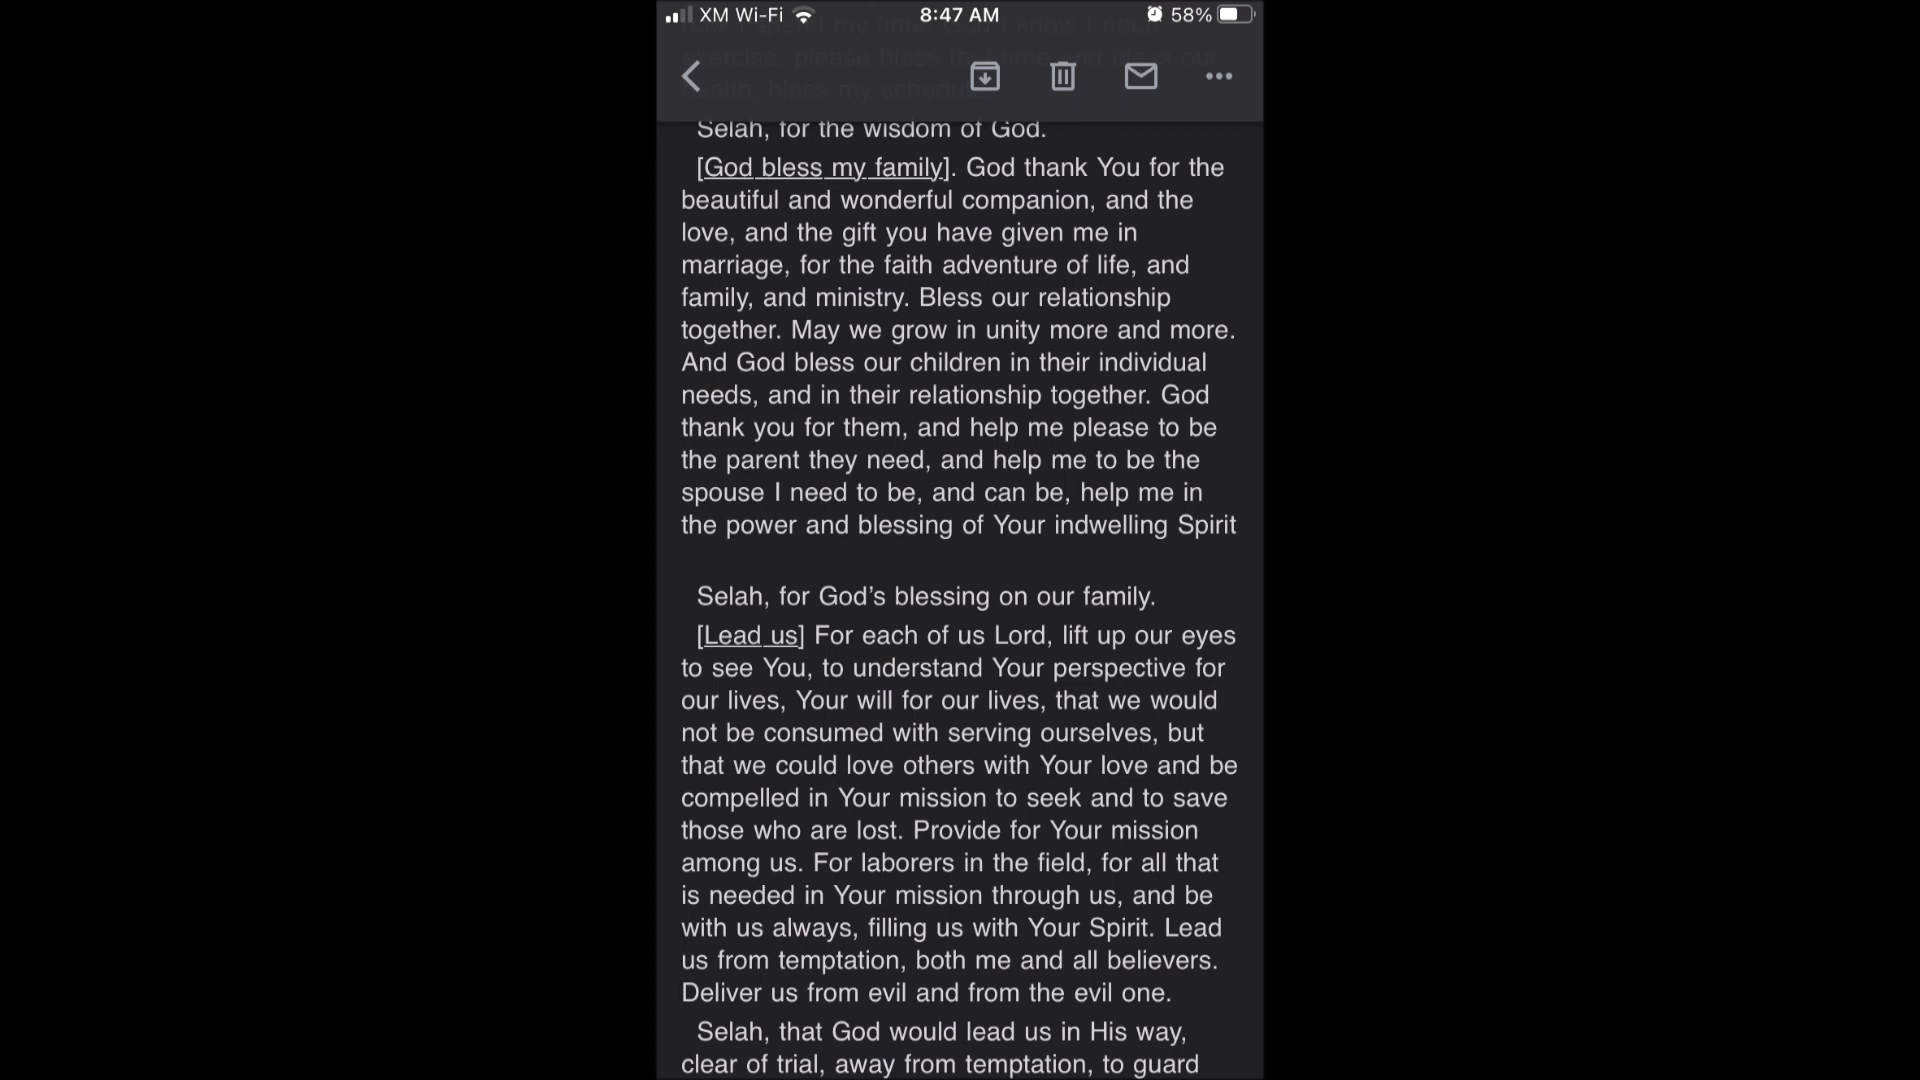 XM Wi-Fi 8:47 AM 58%
Selah, for the wisdom of God.
[God bless my family]. God thank You for the
beautiful and wonderful companion, and the
love, and the gift you have given me in
marriage, for the faith adventure of life, and
family, and ministry. Bless our relationship
together. May we grow in unity more and more.
And God bless our children in their individual
needs, and in their relationship together. God
thank you for them, and help me please to be
the parent they need, and help me to be the
spouse I need to be, and can be, help me in
the power and blessing of Your indwelling Spirit
Selah, for God’s blessing on our family.
[Lead us] For each of us Lord, lift up our eyes
to see You, to understand Your perspective for
our lives, Your will for our lives, that we would
not be consumed with serving ourselves, but
that we could love others with Your love and be
compelled in Your mission to seek and to save
those who are lost. Provide for Your mission
among us. For laborers in the field, for all that
is needed in Your mission through us, and be
with us always, filling us with Your Spirit. Lead
us from temptation, both me and all believers.
Deliver us from evil and from the evil one.
Selah, that God would lead us in His way,
clear of trial, away from temptation, to guard